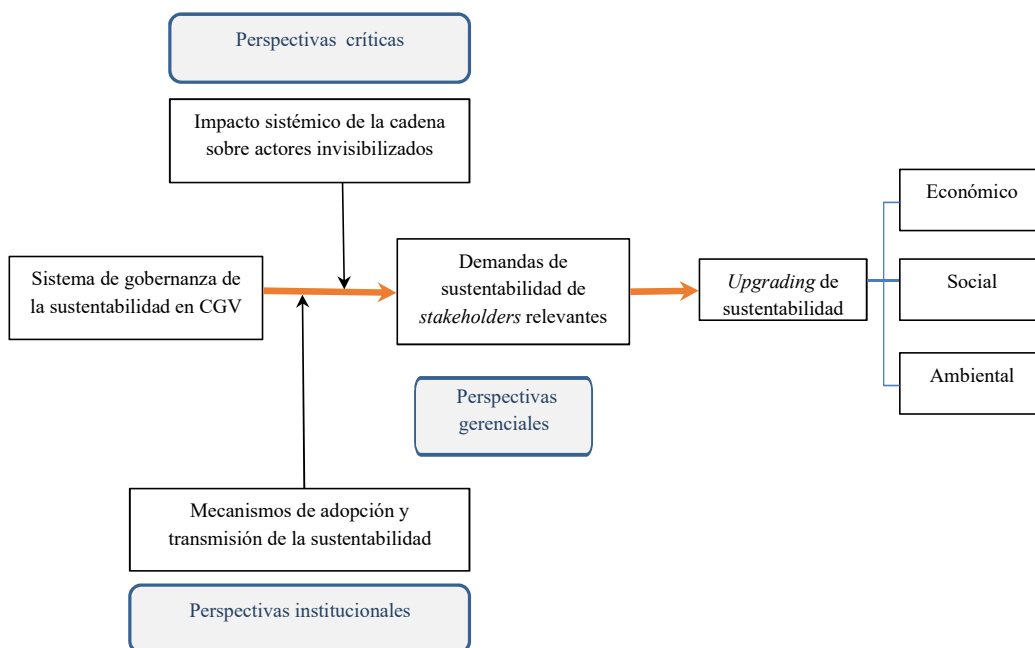 Perspectivas críticas
Impacto sistémico de la cadena
sobre actores invisibilizados
Sistema de gobernanza de
la sustentabilidad en CGV
Demandas de
sustentabilidad de
stakeholders relevantes
Upgrading de
sustentabilidad
Económico
Social
Ambiental
Perspectivas
gerenciales
Mecanismos de adopción y
transmisión de la sustentabilidad
Perspectivas institucionales